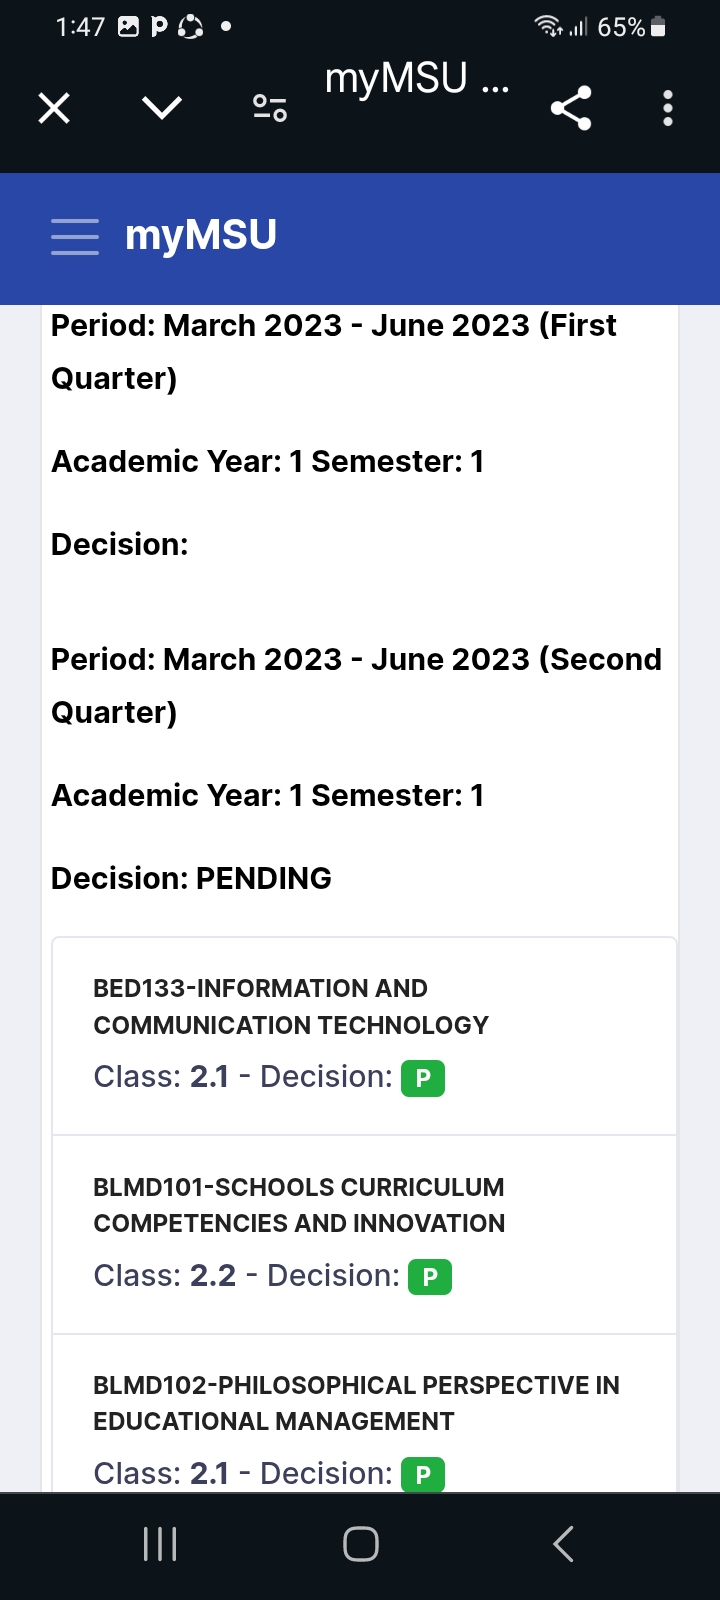 1:47
65%
myMSU ...
myMSU
Period: March 2023 - June 2023 (First
Quarter)
Academic Year: 1 Semester: 1
Decision:
Period: March 2023 - June 2023 (Second
Quarter)
Academic Year: 1 Semester: 1
Decision: PENDING
BED133-INFORMATION AND
COMMUNICATION TECHNOLOGY
Class: 2.1 - Decision: P
BLMD101-SCHOOLS CURRICULUM
COMPETENCIES AND INNOVATION
Class: 2.2 - Decision: P
BLMD102-PHILOSOPHICAL PERSPECTIVE IN
EDUCATIONAL MANAGEMENT
Class: 2.1 - Decision: P